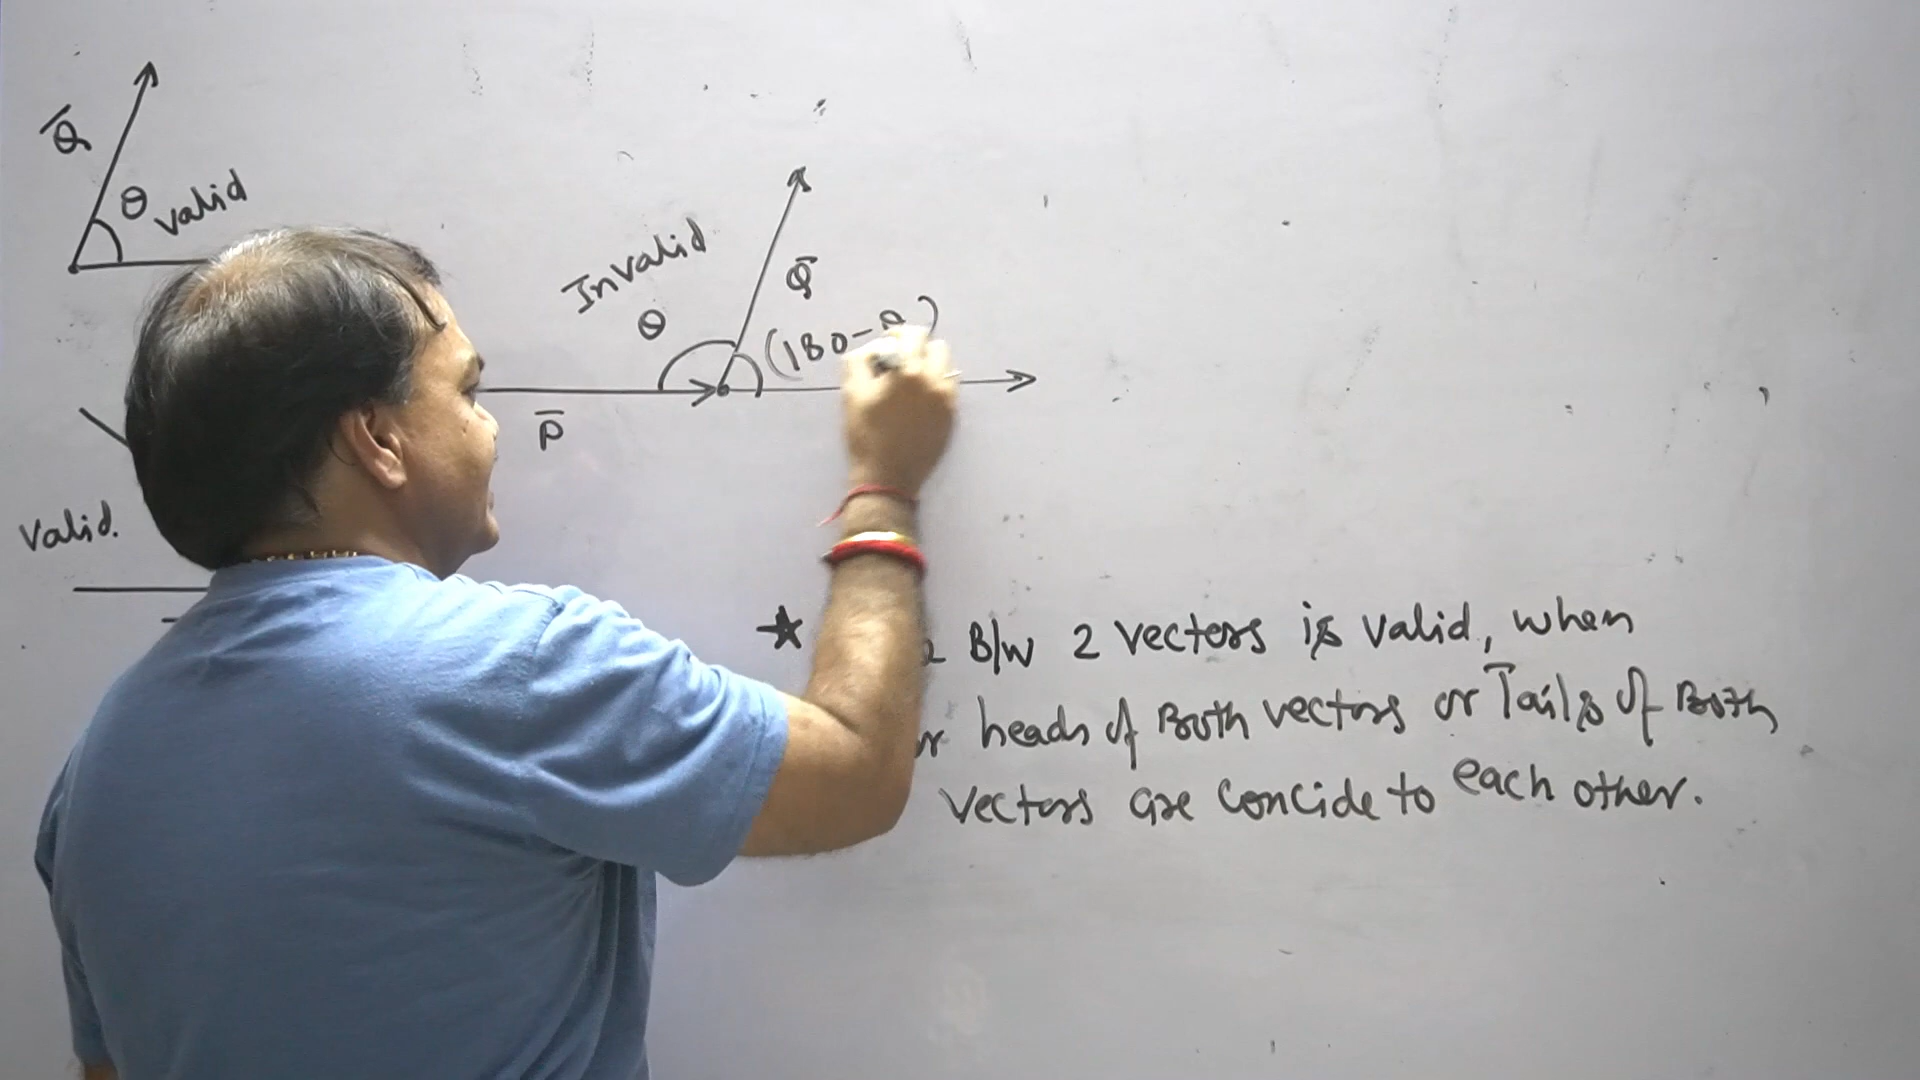 Q̄
θ
valid
Invalid
θ
Q̄
(180-θ)
P̄
Valid.
★ B/W 2 vectors is valid, when
heads of Both vectors or Tails of Both
vectors are concide to each other.